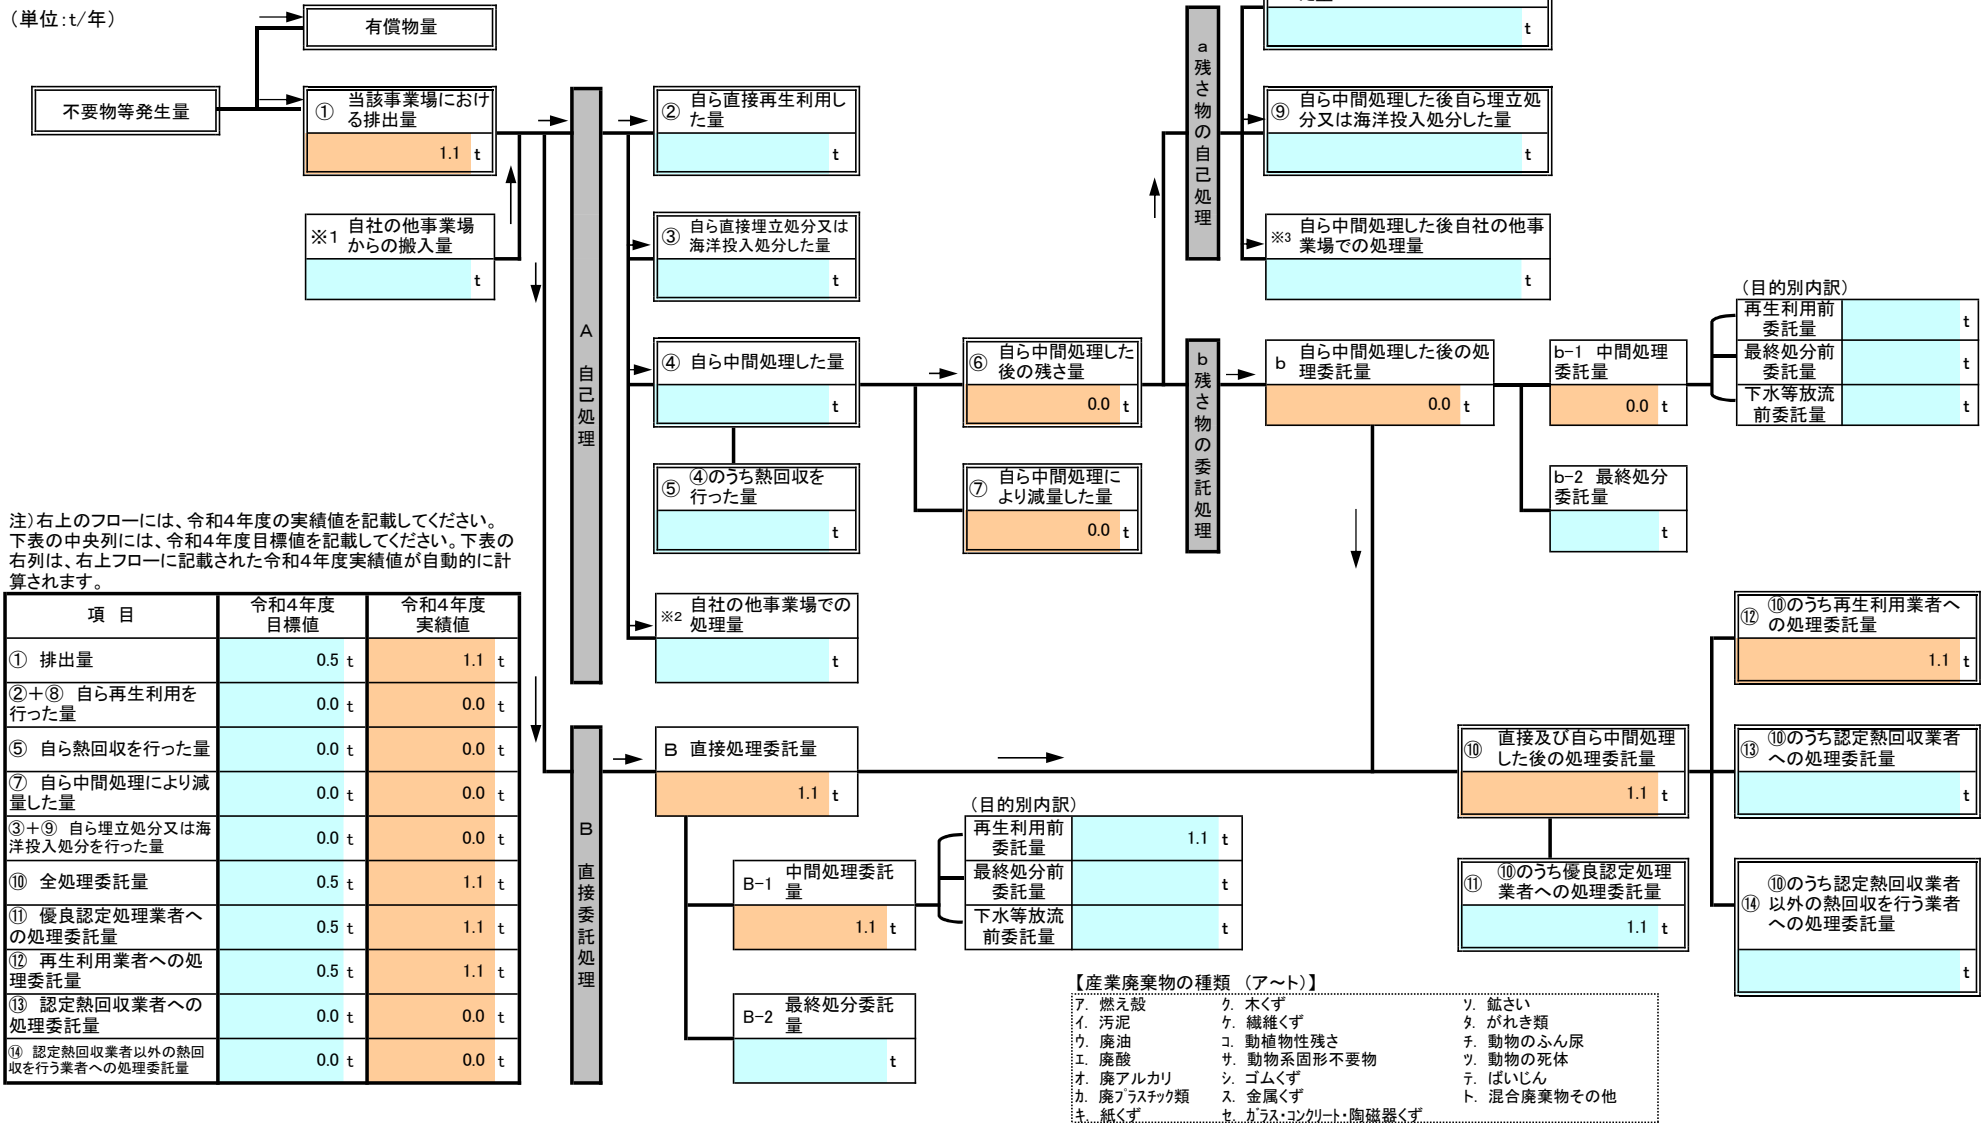 （単位:ｔ/年）
有償物量
不要物等発生量
①
当該事業場におけ
る排出量
1.1 t
※1 自社の他事業場
からの搬入量
t
A
自
己
処
理
②
自ら直接再生利用し
た量
t
③
自ら直接埋立処分又は
海洋投入処分した量
t
④ 自ら中間処理した量
t
⑤
④のうち熱回収を
行った量
t
※2
自社の他事業場での
処理量
t
⑥
自ら中間処理した
後の残さ量
0.0 t
⑦
自ら中間処理に
より減量した量
0.0 t
a
残
さ
物
の
自
己
処
理
t
⑨
自ら中間処理した後自ら埋立処
分又は海洋投入処分した量
t
※3
自ら中間処理した後自社の他事
業場での処理量
t
b
残
さ
物
の
委
託
処
理
b
自ら中間処理した後の処
理委託量
0.0 t
b-1 中間処理
委託量
0.0 t
b-2 最終処分
委託量
t
（目的別内訳）
再生利用前
委託量
t
最終処分前
委託量
t
下水等放流
前委託量
t
注）右上のフローには、令和４年度の実績値を記載してください。
下表の中央列には、令和４年度目標値を記載してください。下表の
右列は、右上フローに記載された令和４年度実績値が自動的に計
算されます。
項 目 令和４年度 目標値 令和４年度 実績値
① 排出量 0.5 t 1.1 t
②＋⑧ 自ら再生利用を
行った量 0.0 t 0.0 t
⑤ 自ら熱回収を行った量 0.0 t 0.0 t
⑦ 自ら中間処理により減
量した量 0.0 t 0.0 t
③＋⑨ 自ら埋立処分又は海
洋投入処分を行った量 0.0 t 0.0 t
⑩ 全処理委託量 0.5 t 1.1 t
⑪ 優良認定処理業者へ
の処理委託量 0.5 t 1.1 t
⑫ 再生利用業者への処
理委託量 0.5 t 1.1 t
⑬ 認定熱回収業者への
処理委託量 0.0 t 0.0 t
⑭ 認定熱回収業者以外の熱回
収を行う業者への処理委託量 0.0 t 0.0 t
B
直
接
委
託
処
理
B 直接処理委託量
1.1 t
B-1
中間処理委託
量
1.1 t
B-2
最終処分委託
量
t
（目的別内訳）
再生利用前
委託量
1.1 t
最終処分前
委託量
t
下水等放流
前委託量
t
⑩
直接及び自ら中間処理
した後の処理委託量
1.1 t
⑪
⑩のうち優良認定処理
業者への処理委託量
1.1 t
⑫
⑩のうち再生利用業者へ
の処理委託量
1.1 t
⑬
⑩のうち認定熱回収業者
への処理委託量
t
⑭
⑩のうち認定熱回収業者
以外の熱回収を行う業者
への処理委託量
t
【産業廃棄物の種類 （ア～ト）】
ｱ. 燃え殻 ｸ. 木くず ｿ. 鉱さい
ｲ. 汚泥 ｹ. 繊維くず ﾀ. がれき類
ｳ. 廃油 ｺ. 動植物性残さ ﾁ. 動物のふん尿
ｴ. 廃酸 ｻ. 動物系固形不要物 ﾂ. 動物の死体
ｵ. 廃アルカリ ｼ. ゴムくず ﾃ. ばいじん
ｶ. 廃ﾌﾟﾗｽﾁｯｸ類 ｽ. 金属くず ﾄ. 混合廃棄物その他
ｷ. 紙くず ｾ. ｶﾞﾗｽ・ｺﾝｸﾘｰﾄ・陶磁器くず